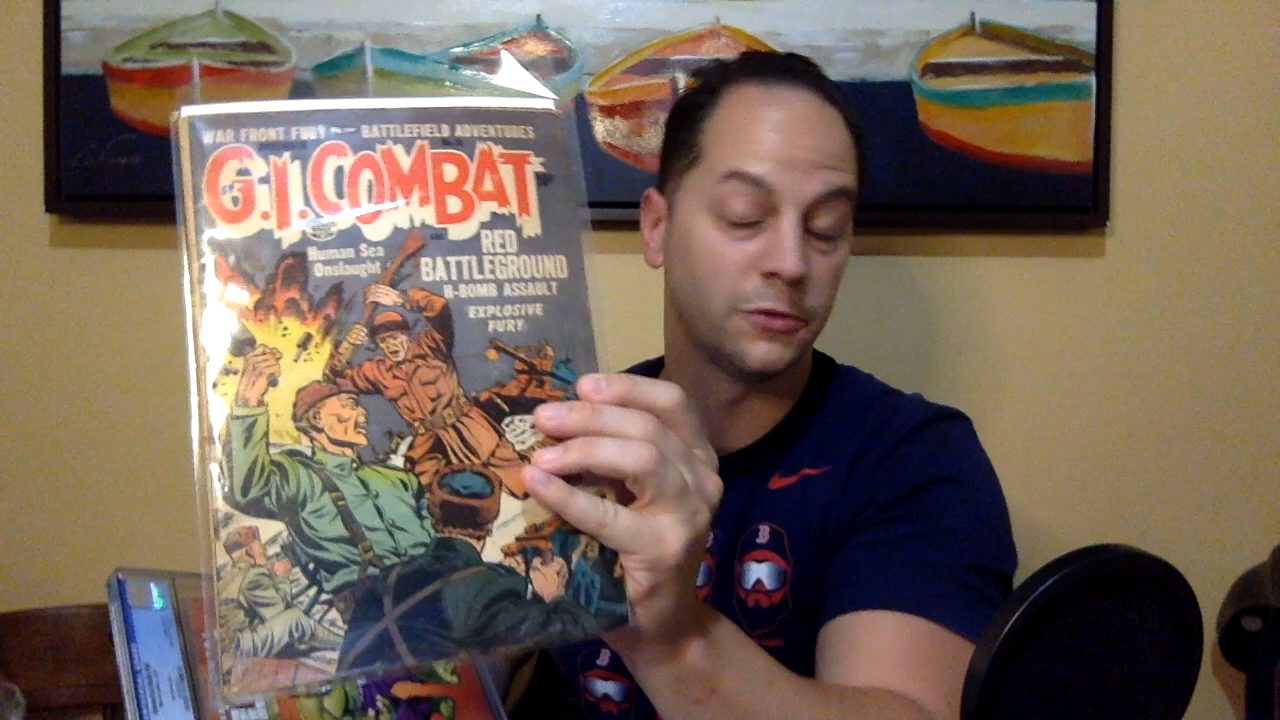 WAR FRONT FURY BATTLEFIELD ADVENTURES
G.I. COMBAT
Human Sea
Onslaught
RED
BATTLEGROUND
H-BOMB ASSAULT
EXPLOSIVE
FURY
B
B